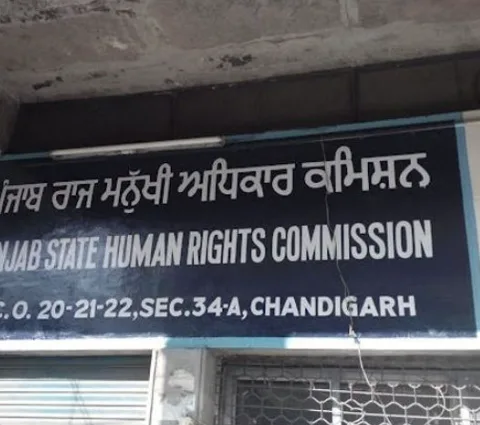 ਪੰਜਾਬ ਰਾਜ ਮਨੁੱਖੀ ਅਧਿਕਾਰ ਕਮਿਸ਼ਨ
NJAB STATE HUMAN RIGHTS COMMISSION
C.O. 20-21-22,SEC.34-A,CHANDIGARH